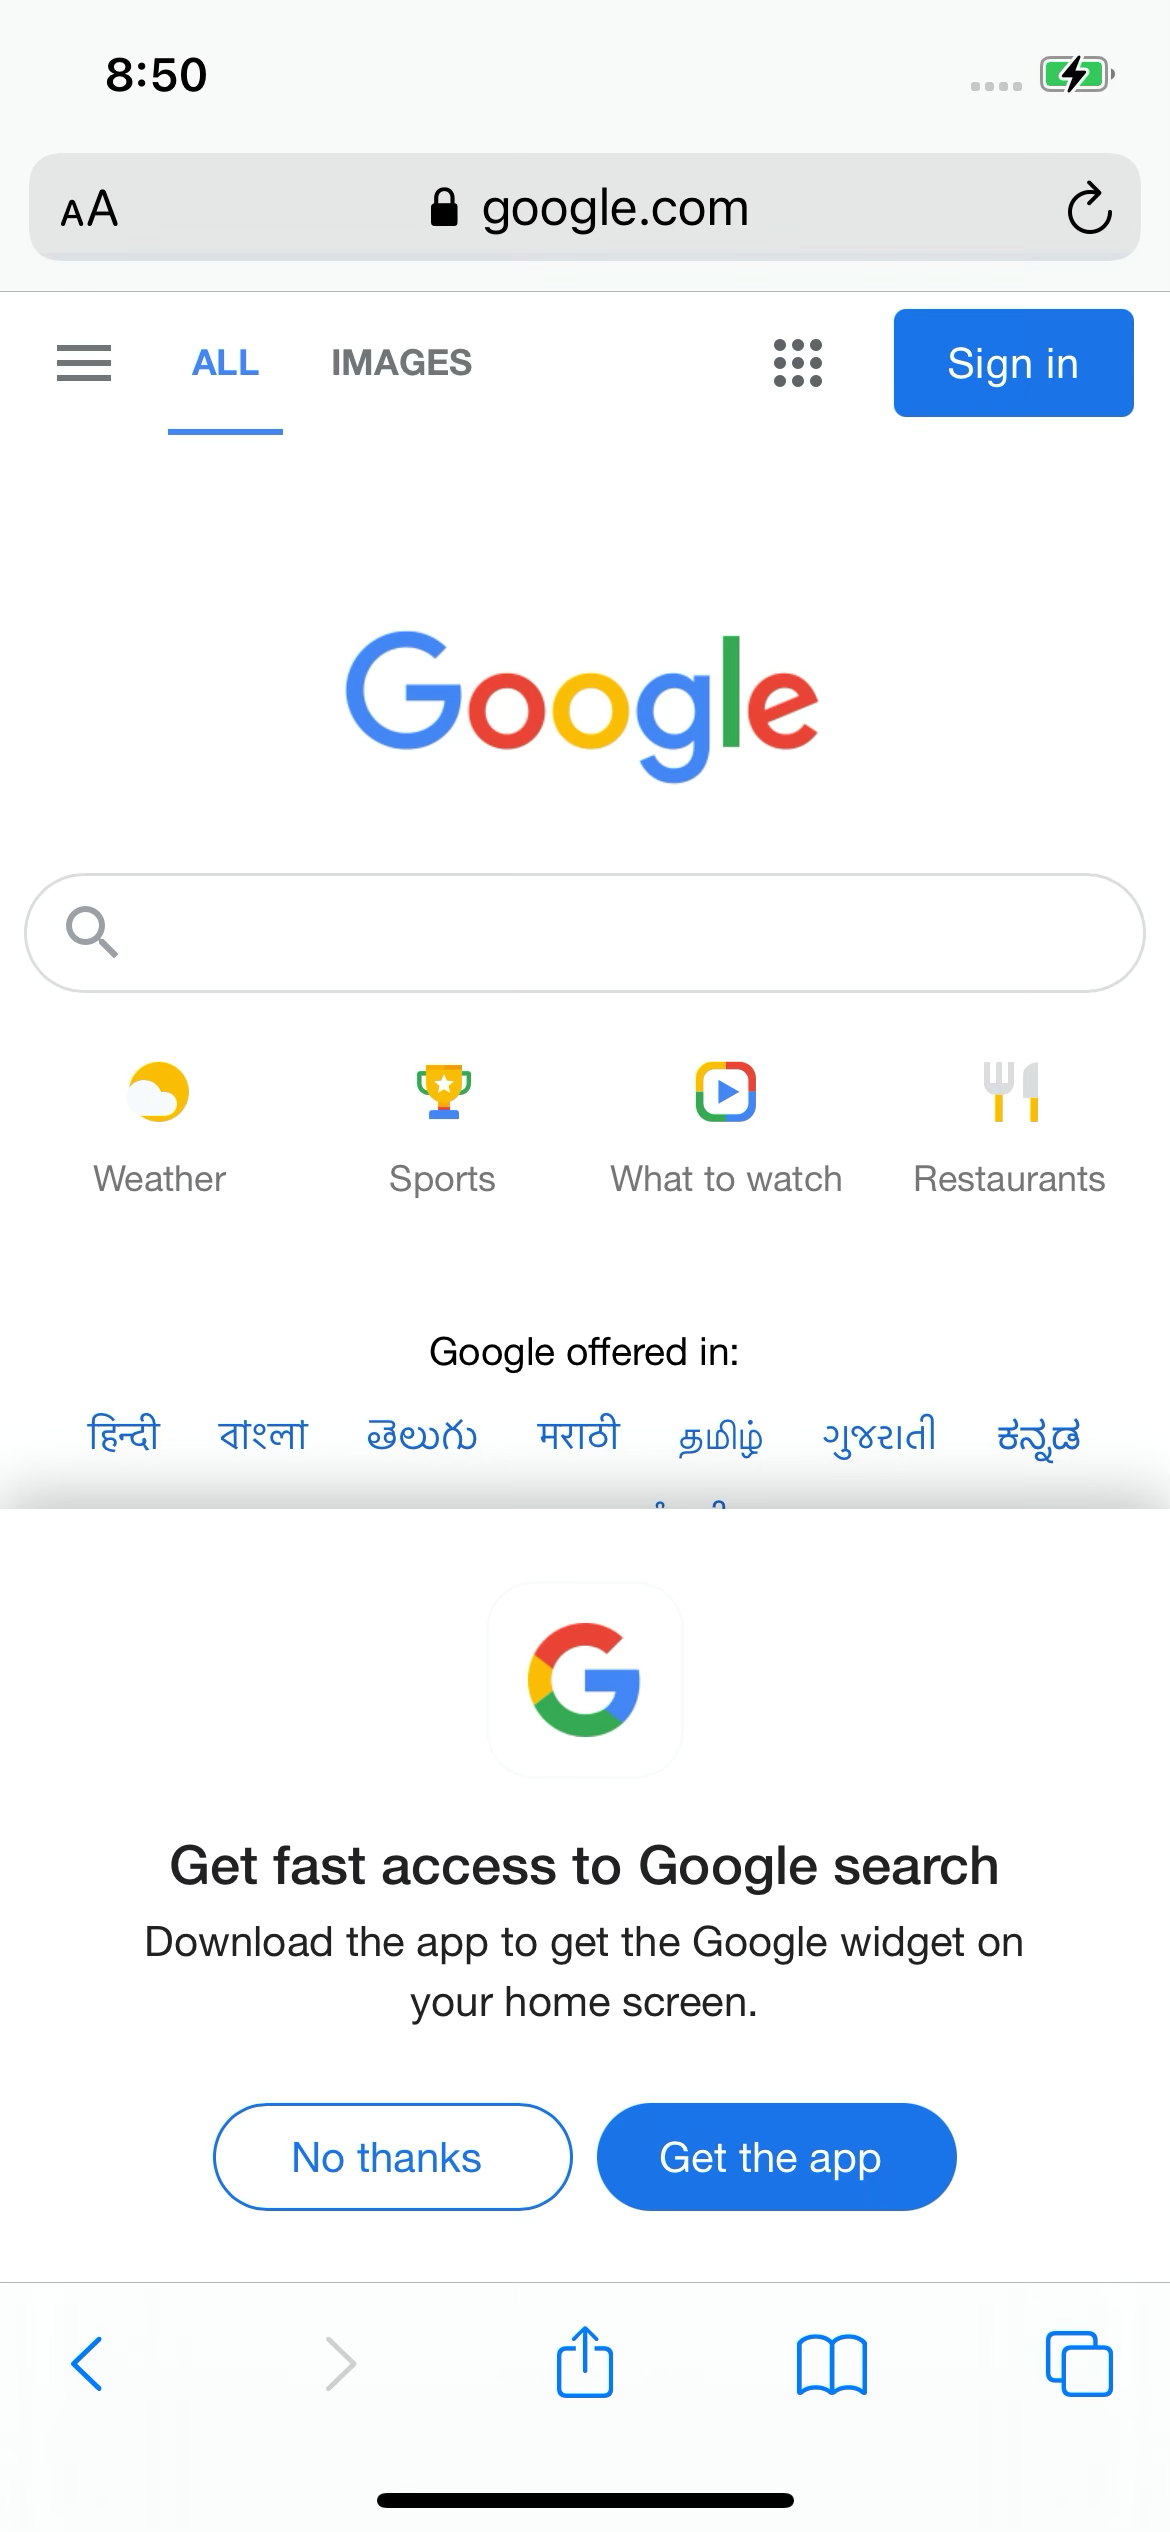 8:50
AA google.com
ALL IMAGES Sign in
Google
Weather Sports What to watch Restaurants
Google offered in:
हिन्दी বাংলা తెలుగు मराठी தமிழ் ગુજરાતી ಕನ್ನಡ
Get fast access to Google search
Download the app to get the Google widget on
your home screen.
No thanks Get the app